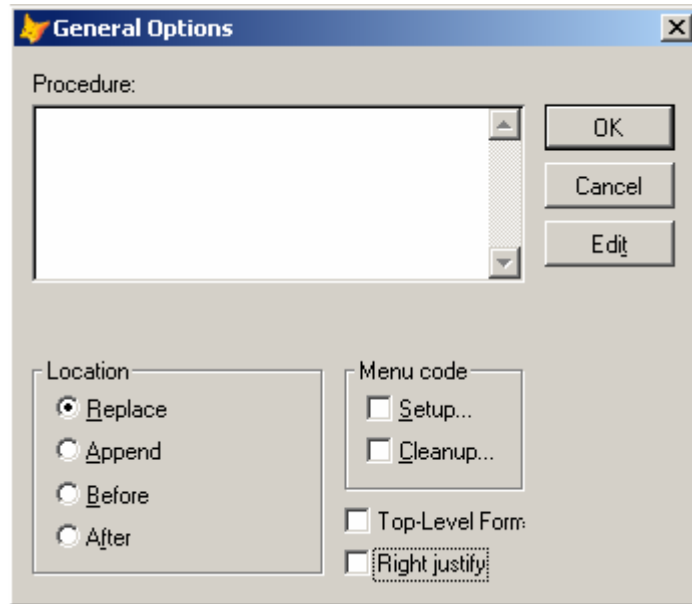 General Options
Procedure:
OK
Cancel
Edit
Location
Replace
Append
Before
After
Menu code
Setup...
Cleanup...
Top-Level Form
Right justify